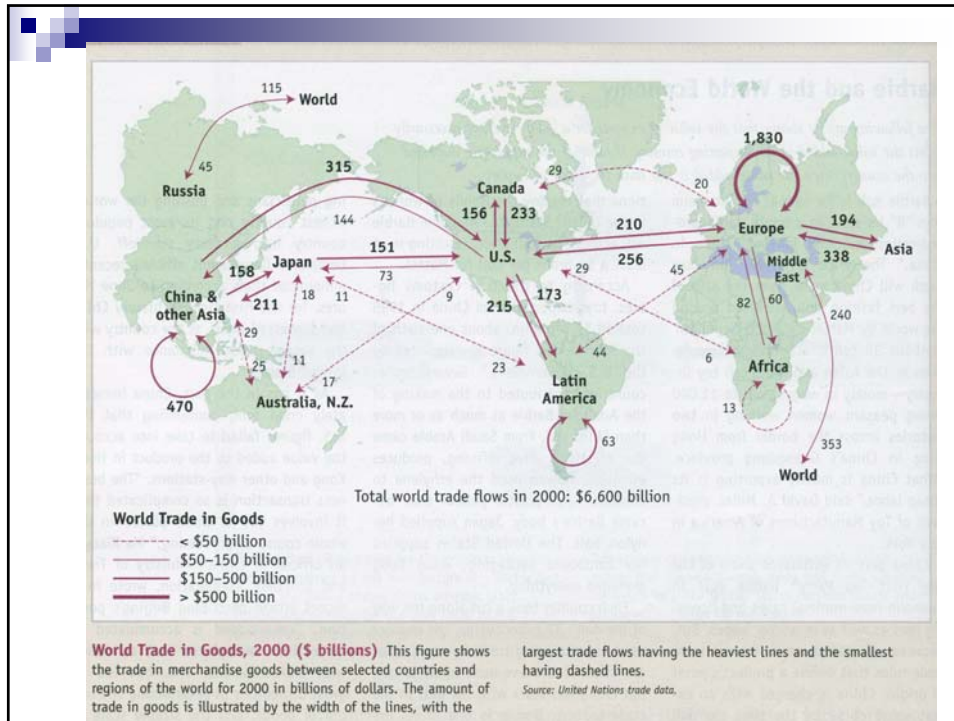 115
World
45
Russia
315
144
Canada
156
233
29
20
1,830
Europe
194
Asia
338
210
256
U.S.
Japan
151
73
158
211
China &
other Asia
18
11
9
29
25
11
17
Australia, N.Z.
470
215
173
29
44
23
Latin
America
63
45
6
Middle
East
82
60
240
Africa
13
353
World
Total world trade flows in 2000: $6,600 billion
World Trade in Goods
< $50 billion
$50–150 billion
$150–500 billion
> $500 billion
World Trade in Goods, 2000 ($ billions) This figure shows
the trade in merchandise goods between selected countries and
regions of the world for 2000 in billions of dollars. The amount of
trade in goods is illustrated by the width of the lines, with the
largest trade flows having the heaviest lines and the smallest
having dashed lines.
Source: United Nations trade data.